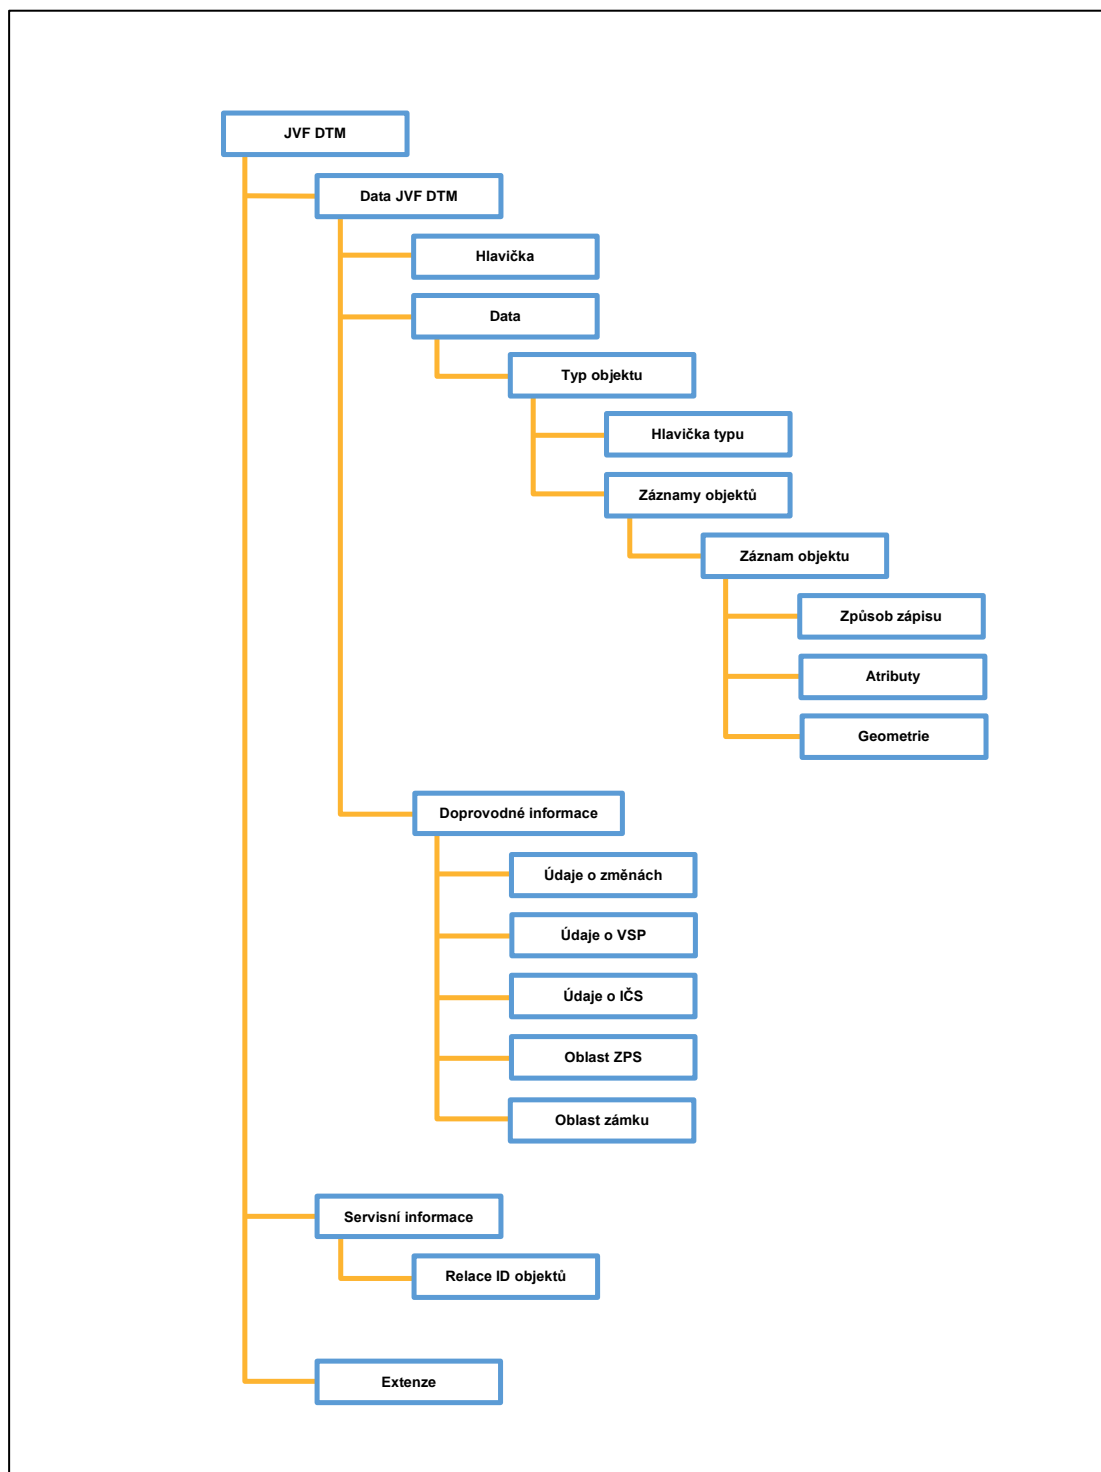 JVF DTM
Data JVF DTM
Hlavička
Data
Typ objektu
Hlavička typu
Záznamy objektů
Záznam objektu
Způsob zápisu
Atributy
Geometrie
Doprovodné informace
Údaje o změnách
Údaje o VSP
Údaje o IČS
Oblast ZPS
Oblast zámku
Servisní informace
Relace ID objektů
Extenze